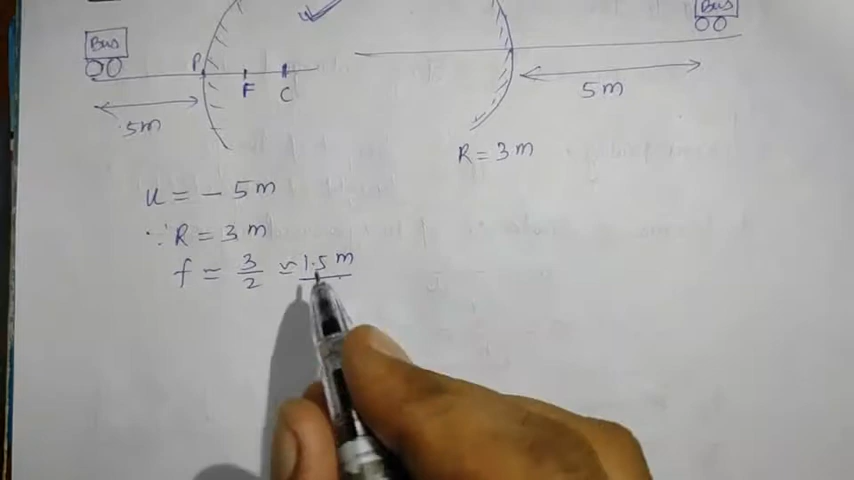 Bus
Bus
P
F
C
5m
5m
R = 3 m
u = - 5 m
∵ R = 3 m
f = 3/2 = 1.5 m